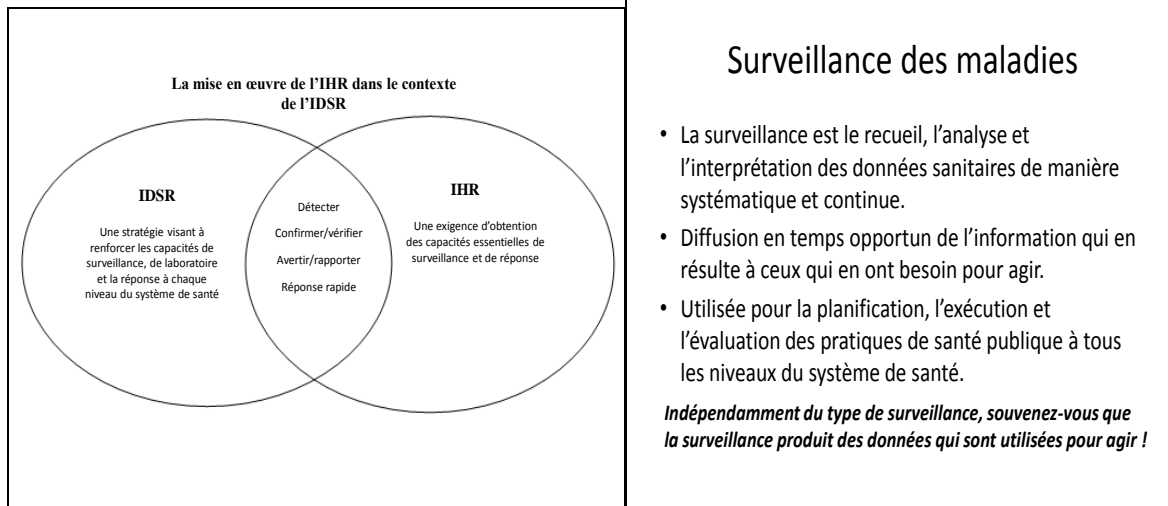 La mise en œuvre de l’IHR dans le contexte
de l’IDSR
IDSR
Une stratégie visant à
renforcer les capacités de
surveillance, de laboratoire
et la réponse à chaque
niveau du système de santé
Détecter
Confirmer/vérifier
Avertir/rapporter
Réponse rapide
IHR
Une exigence d’obtention
des capacités essentielles de
surveillance et de réponse
Surveillance des maladies
• La surveillance est le recueil, l’analyse et
l’interprétation des données sanitaires de manière
systématique et continue.
• Diffusion en temps opportun de l’information qui en
résulte à ceux qui en ont besoin pour agir.
• Utilisée pour la planification, l’exécution et
l’évaluation des pratiques de santé publique à tous
les niveaux du système de santé.
Indépendamment du type de surveillance, souvenez-vous que
la surveillance produit des données qui sont utilisées pour agir !